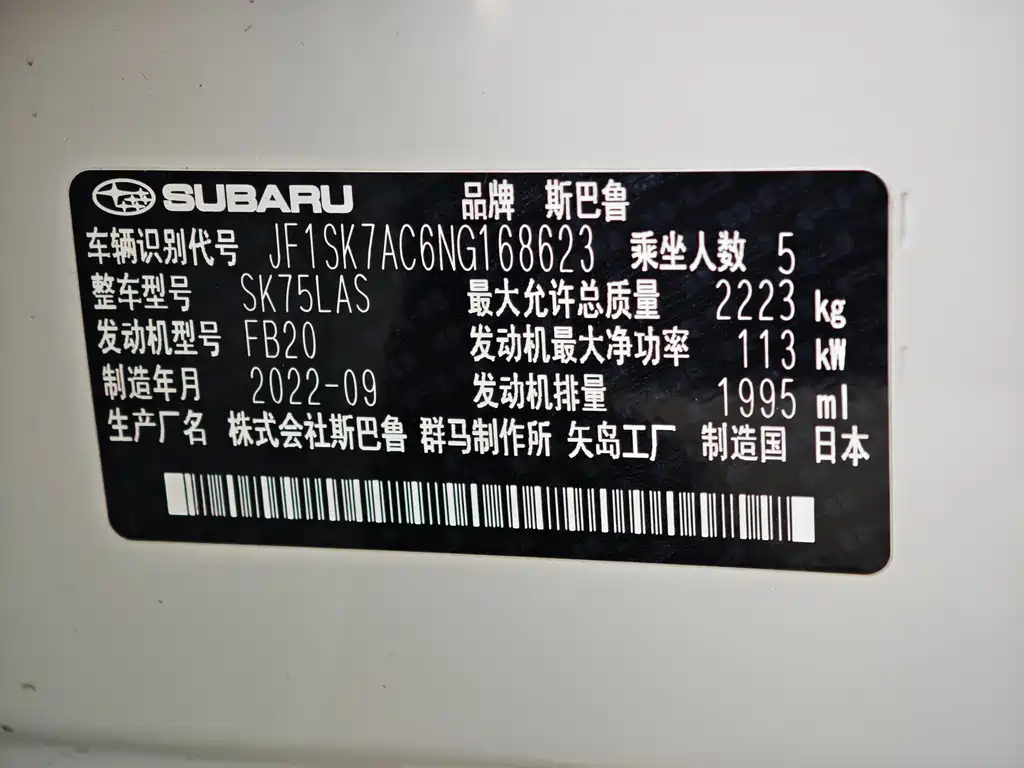 SUBARU 品牌 斯巴鲁
车辆识别代号 JF1SK7AC6NG168623 乘坐人数 5
整车型号 SK75LAS 最大允许总质量 2223 kg
发动机型号 FB20 发动机最大净功率 113 kW
制造年月 2022-09 发动机排量 1995 ml
生产厂名 株式会社斯巴鲁 群马制作所 矢岛工厂 制造国 日本